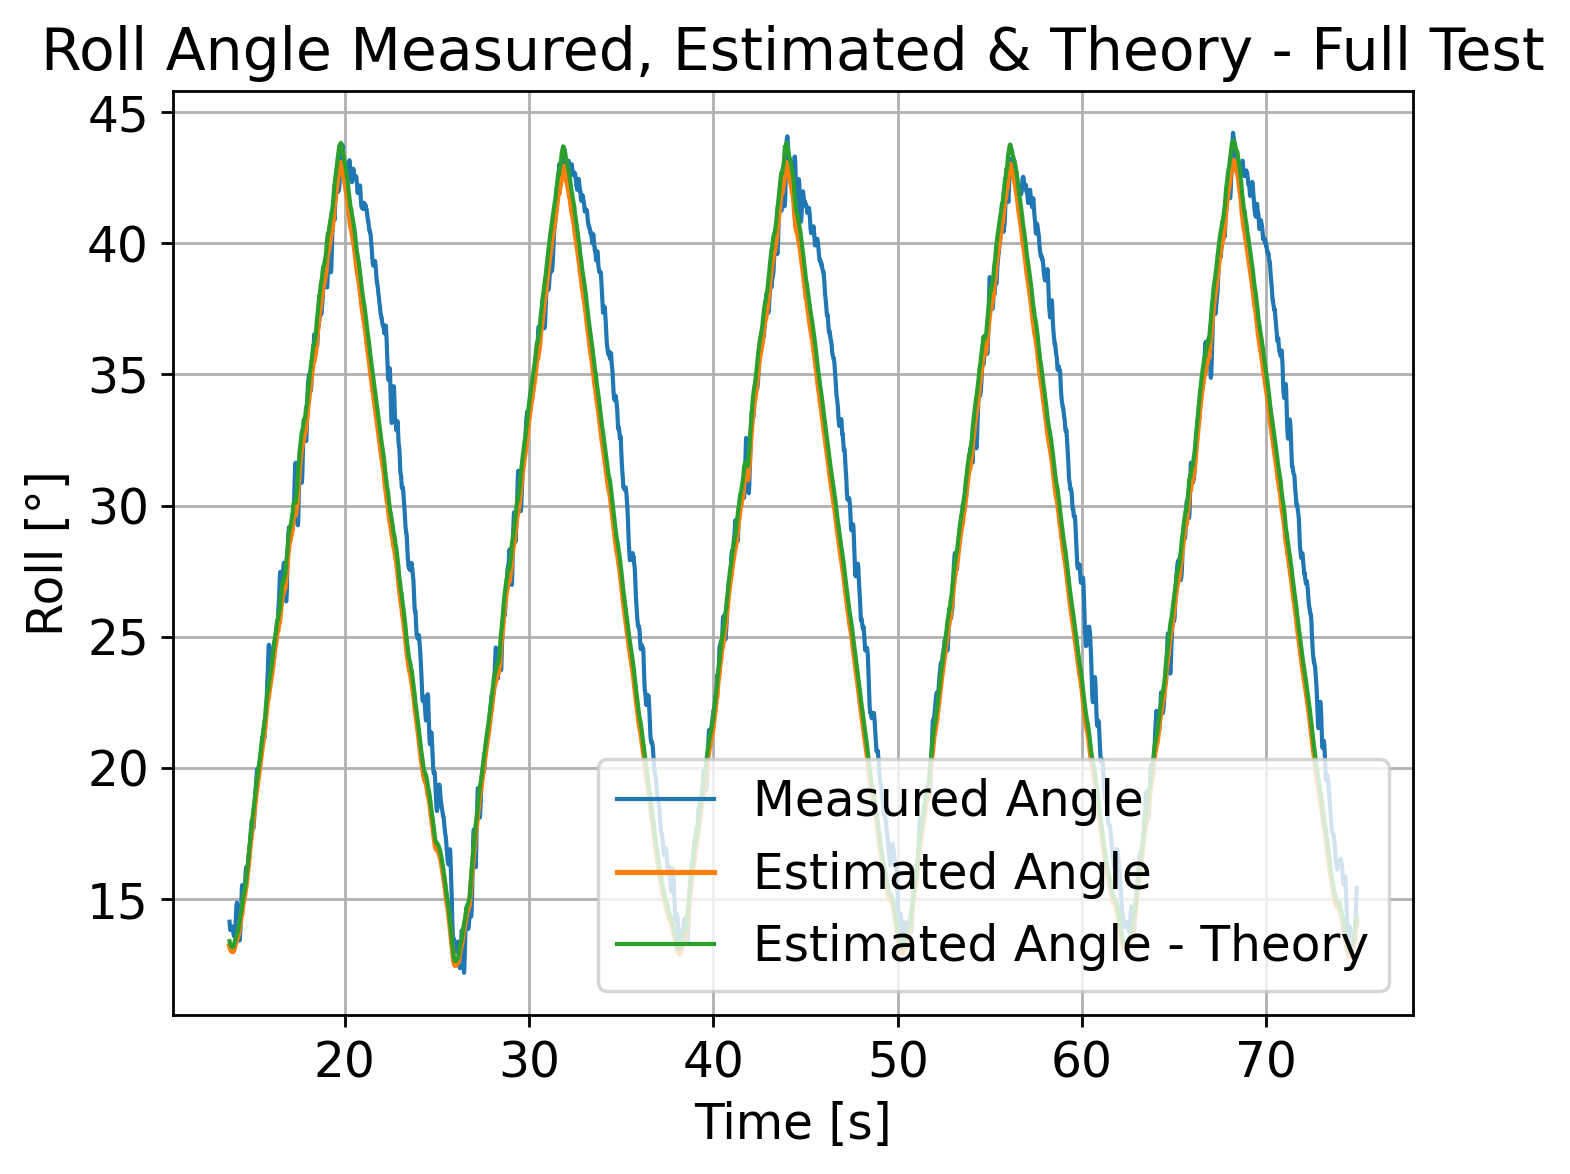 Roll Angle Measured, Estimated & Theory - Full Test
45
40
35
30
25
20
15
Roll [°]
Measured Angle
Estimated Angle
Estimated Angle - Theory
20 30 40 50 60 70
Time [s]